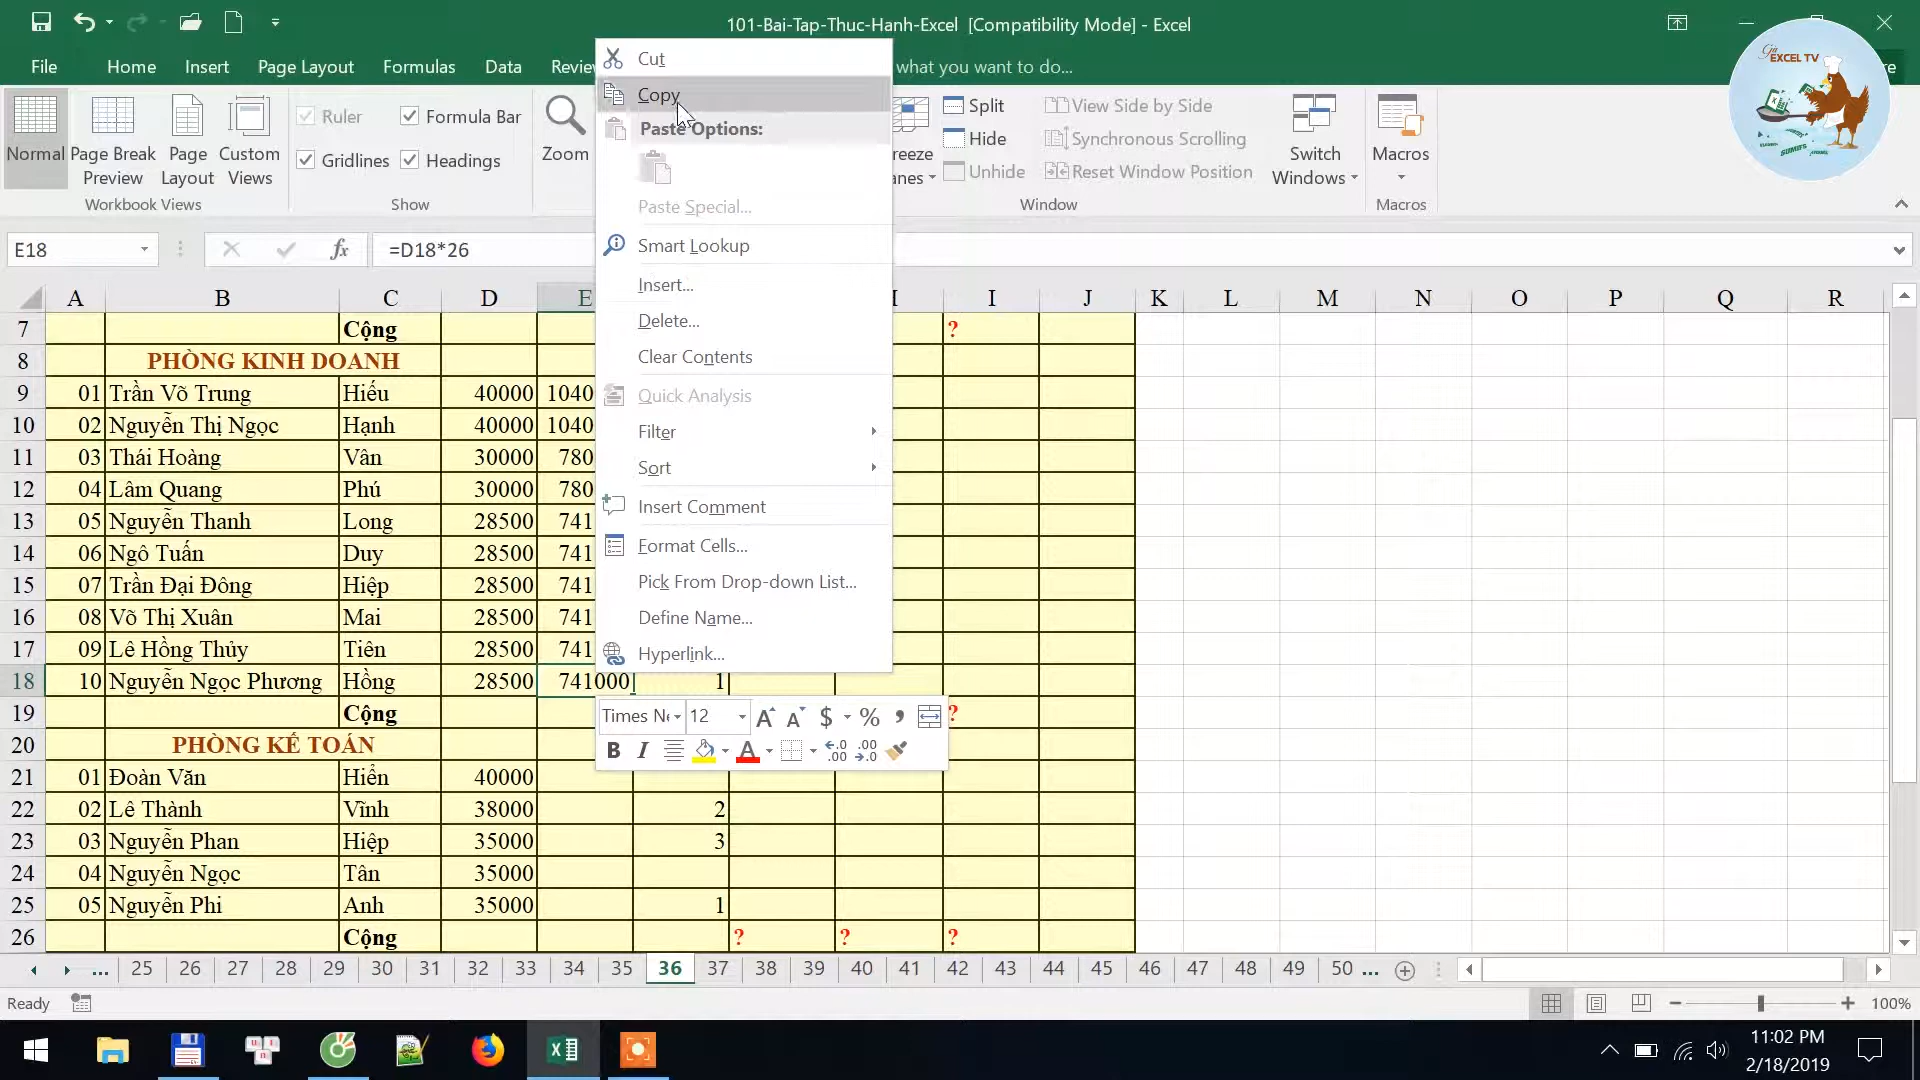 101-Bai-Tap-Thuc-Hanh-Excel [Compatibility Mode] - Excel
Gà
EXCEL TV
File Home Insert Page Layout Formulas Data Review what you want to do... re
Normal Page Break Preview Page Layout Custom Views
Workbook Views
Ruler Formula Bar
Gridlines Headings
Show
Zoom
Split View Side by Side
Hide Synchronous Scrolling
Unhide Reset Window Position
Window
Switch Windows
Macros
Macros
E18 fx =D18*26
A B C D E I J K L M N O P Q R
7 Cộng ?
8 PHÒNG KINH DOANH
9 01 Trần Võ Trung Hiếu 40000 1040
10 02 Nguyễn Thị Ngọc Hạnh 40000 1040
11 03 Thái Hoàng Vân 30000 780
12 04 Lâm Quang Phú 30000 780
13 05 Nguyễn Thanh Long 28500 741
14 06 Ngô Tuấn Duy 28500 741
15 07 Trần Đại Đông Hiệp 28500 741
16 08 Võ Thị Xuân Mai 28500 741
17 09 Lê Hồng Thủy Tiên 28500 741
18 10 Nguyễn Ngọc Phương Hồng 28500 741000 1
19 Cộng ?
20 PHÒNG KẾ TOÁN
21 01 Đoàn Văn Hiển 40000
22 02 Lê Thành Vĩnh 38000 2
23 03 Nguyễn Phan Hiệp 35000 3
24 04 Nguyễn Ngọc Tân 35000
25 05 Nguyễn Phi Anh 35000 1
26 Cộng ? ? ?
Cut
Copy
Paste Options:
Paste Special...
Smart Lookup
Insert...
Delete...
Clear Contents
Quick Analysis
Filter
Sort
Insert Comment
Format Cells...
Pick From Drop-down List...
Define Name...
Hyperlink...
12 $ %
B I A
... 25 26 27 28 29 30 31 32 33 34 35 36 37 38 39 40 41 42 43 44 45 46 47 48 49 50 ...
Ready 100%
11:02 PM
2/18/2019